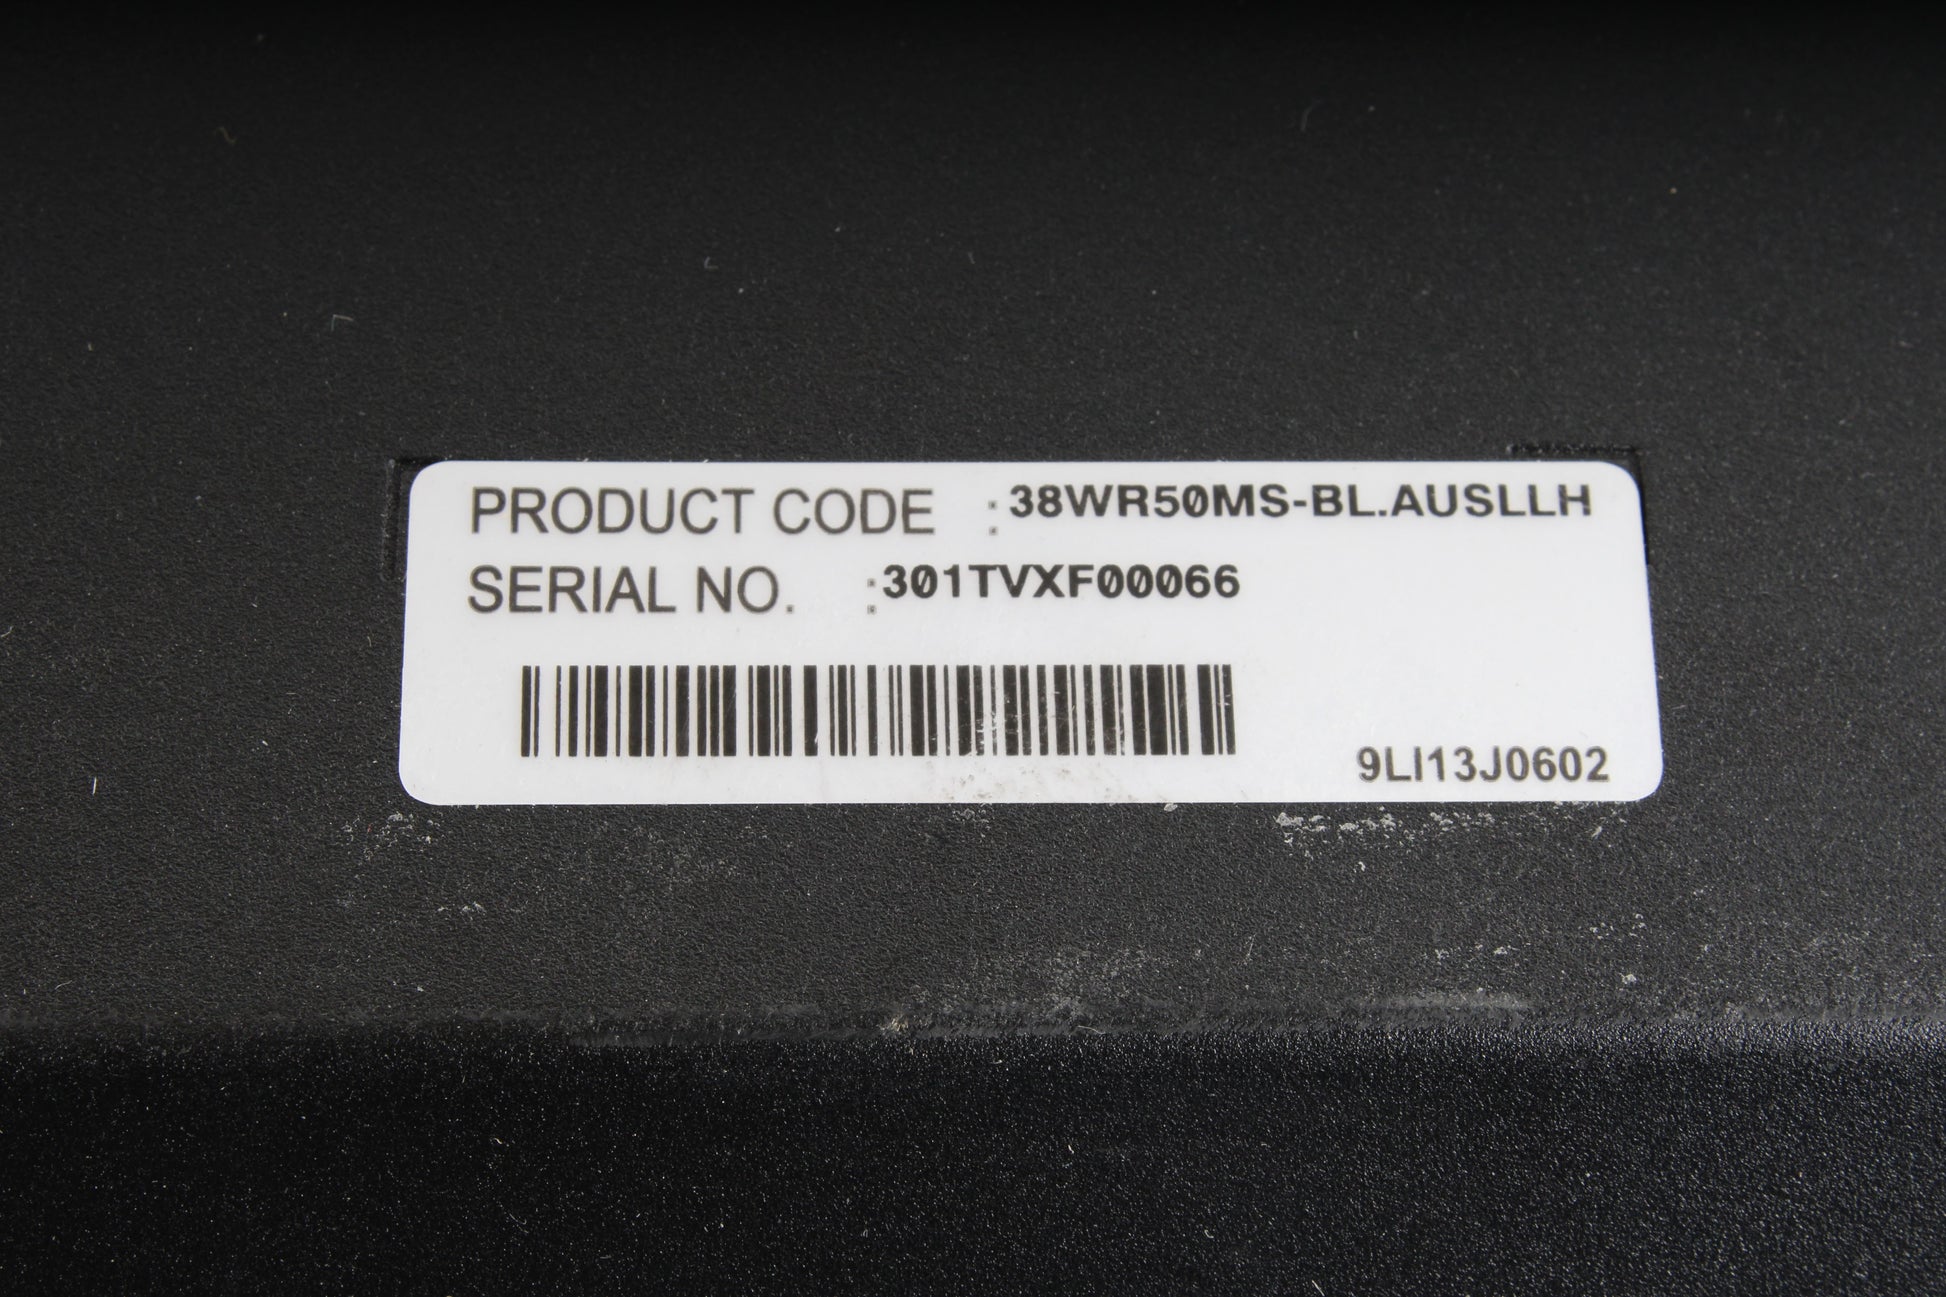 PRODUCT CODE :38WR50MS-BL.AUSLLH
SERIAL NO. :301TVXF00066
9LI13J0602